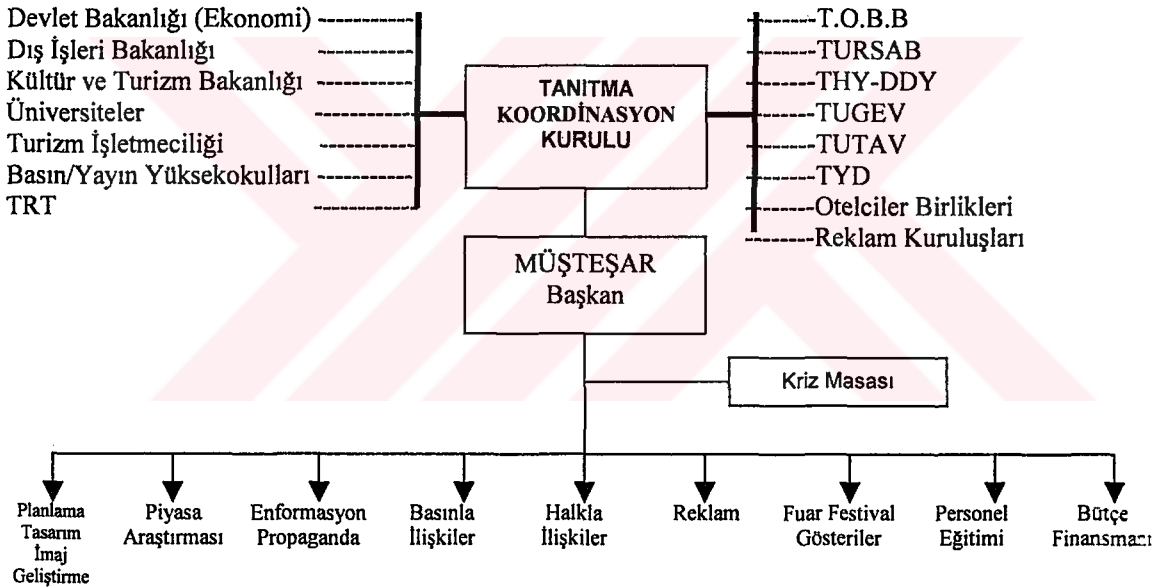 Devlet Bakanlığı (Ekonomi)
Dış İşleri Bakanlığı
Kültür ve Turizm Bakanlığı
Üniversiteler
Turizm İşletmeciliği
Basın/Yayın Yüksekokulları
TRT
TANITMA
KOORDİNASYON
KURULU
T.O.B.B
TURSAB
THY-DDY
TUGEV
TUTAV
TYD
Otelciler Birlikleri
Reklam Kuruluşları
MÜŞTEŞAR
Başkan
Kriz Masası
Planlama
Tasarım
İmaj
Geliştirme
Piyasa
Araştırması
Enformasyon
Propaganda
Basınla
İlişkiler
Halkla
İlişkiler
Reklam
Fuar Festival
Gösteriler
Personel
Eğitimi
Bütçe
Finansmanı